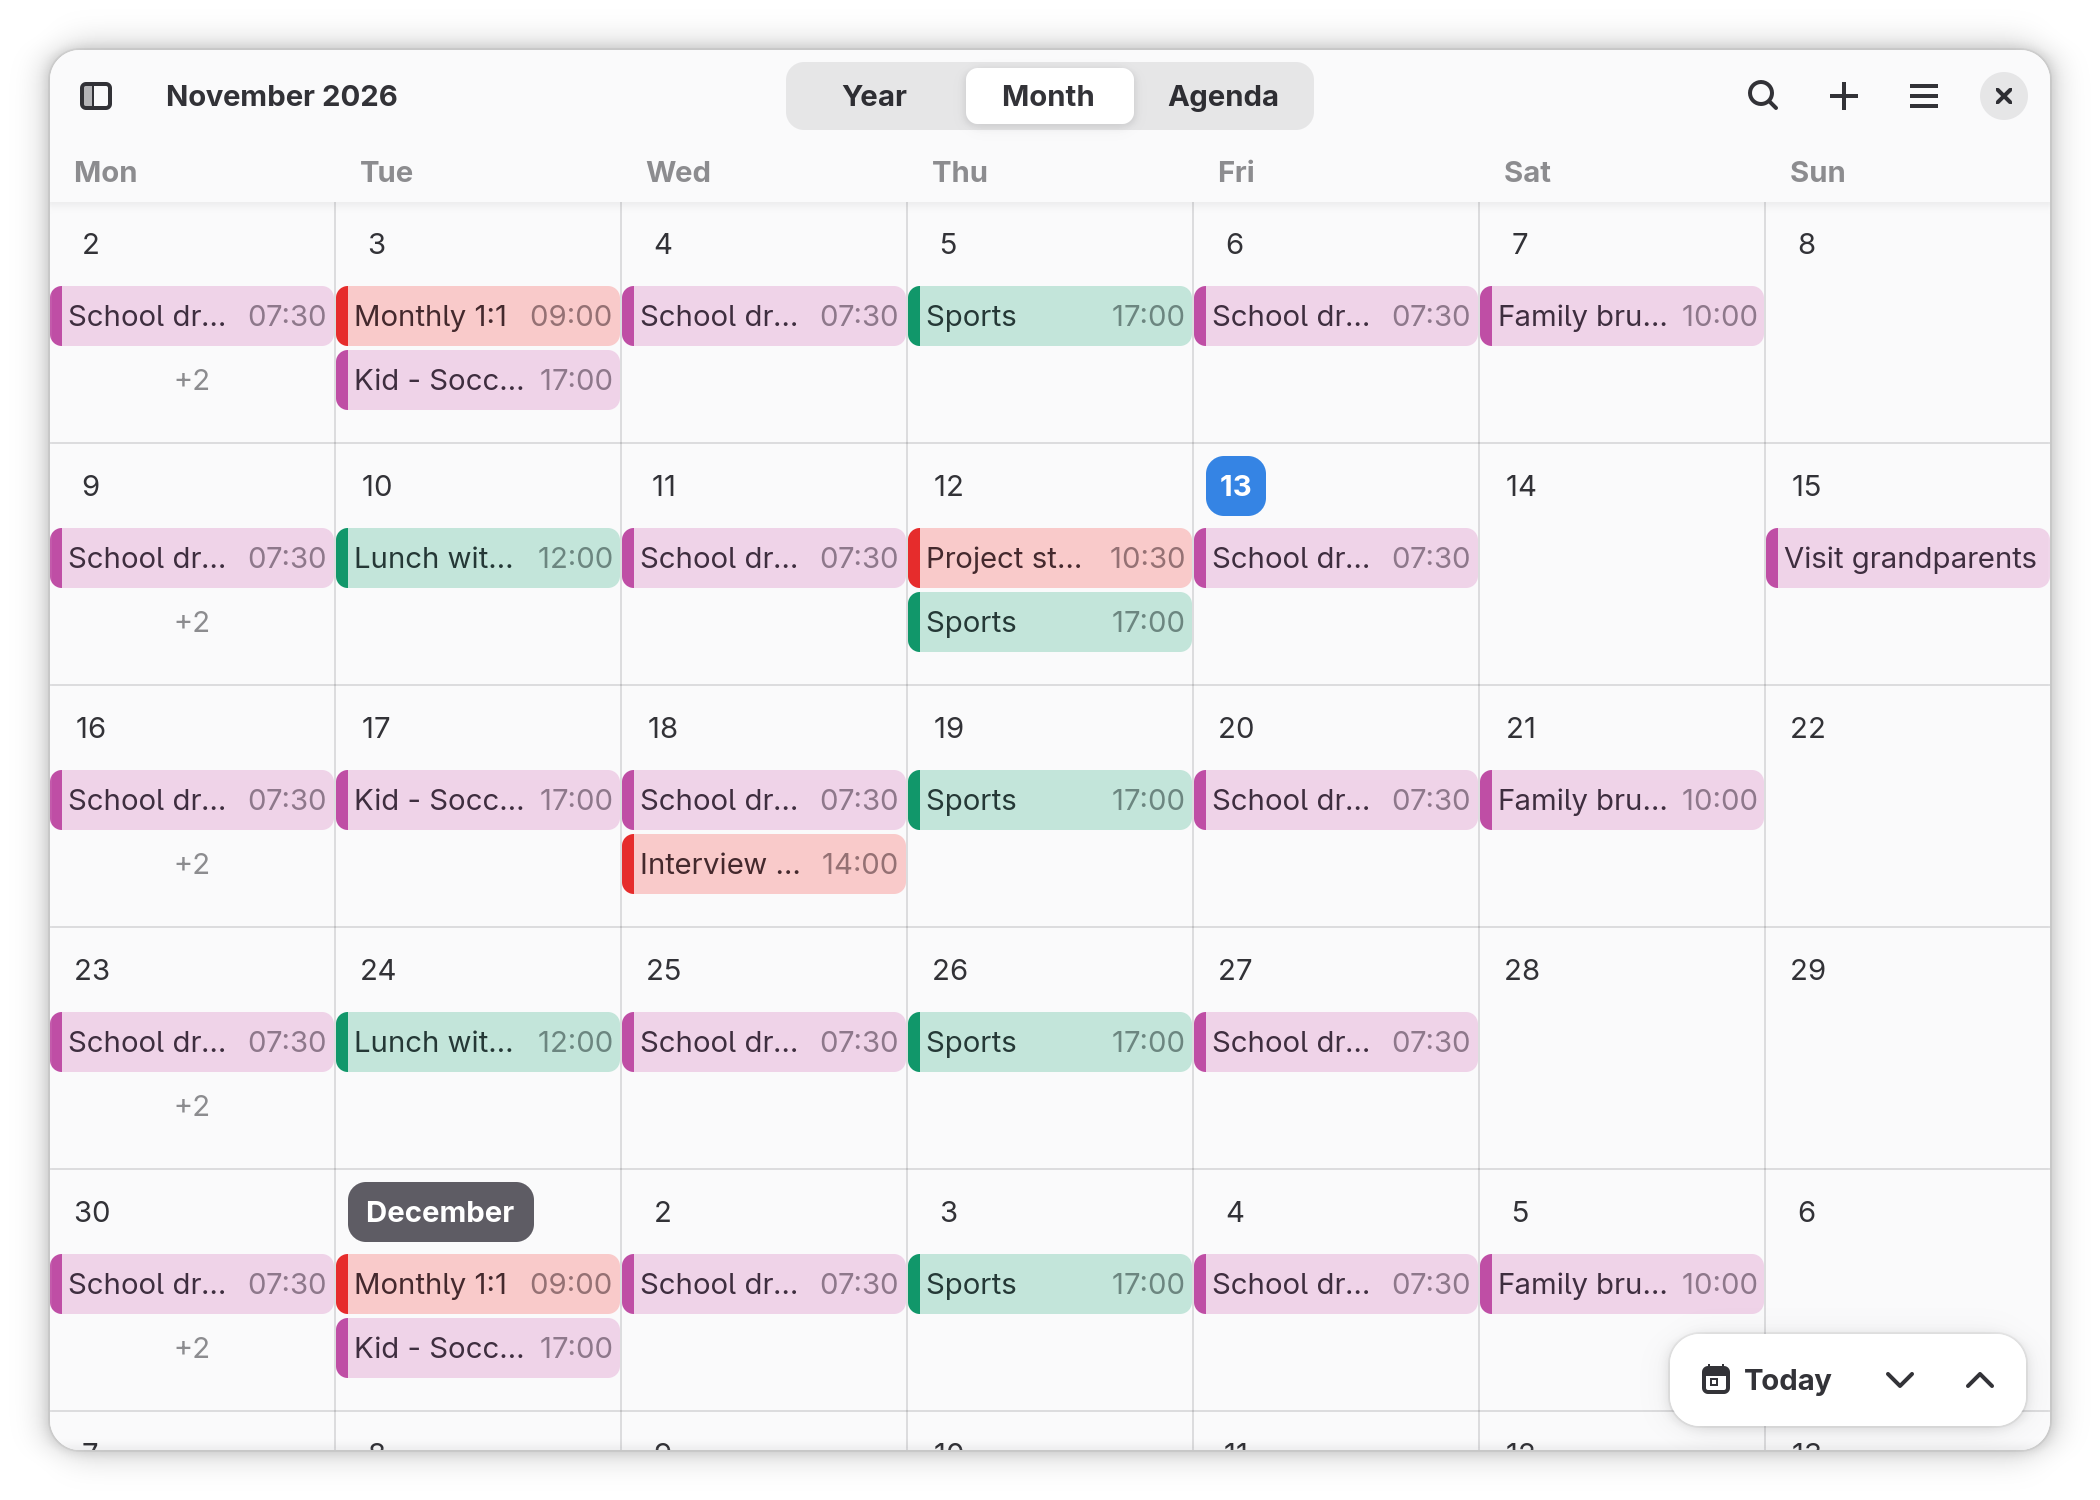 November 2026
Year Month Agenda
Mon Tue Wed Thu Fri Sat Sun
2 3 4 5 6 7 8
School dr... 07:30 Monthly 1:1 09:00 School dr... 07:30 Sports 17:00 School dr... 07:30 Family bru... 10:00
+2 Kid - Socc... 17:00
9 10 11 12 13 14 15
School dr... 07:30 Lunch wit... 12:00 School dr... 07:30 Project st... 10:30 School dr... 07:30 Visit grandparents
+2 Sports 17:00
16 17 18 19 20 21 22
School dr... 07:30 Kid - Socc... 17:00 School dr... 07:30 Sports 17:00 School dr... 07:30 Family bru... 10:00
+2 Interview ... 14:00
23 24 25 26 27 28 29
School dr... 07:30 Lunch wit... 12:00 School dr... 07:30 Sports 17:00 School dr... 07:30
+2
30 December 2 3 4 5 6
School dr... 07:30 Monthly 1:1 09:00 School dr... 07:30 Sports 17:00 School dr... 07:30 Family bru... 10:00
+2 Kid - Socc... 17:00
Today
7 8 9 10 11 12 13